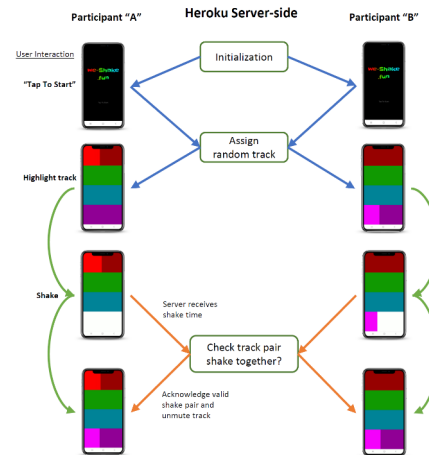 Participant “A”
Heroku Server-side
Participant “B”
User Interaction
Initialization
“Tap To Start”
Assign
random track
Highlight track
Shake
Server receives
shake time
Check track pair
shake together?
Acknowledge valid
shake pair and
unmute track